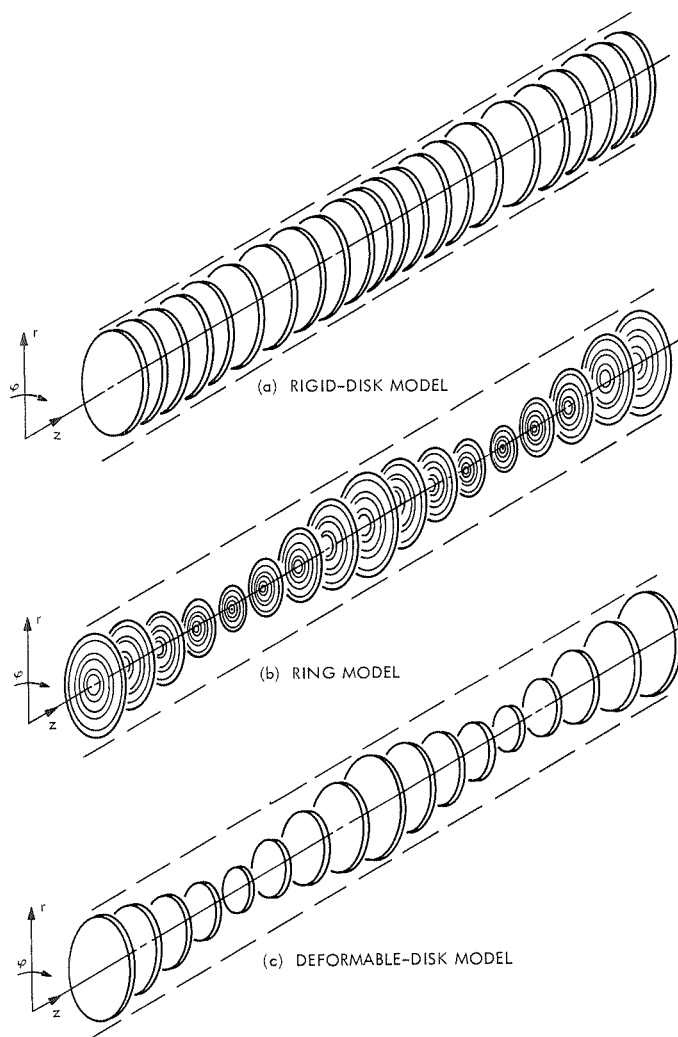 r
φ
z
(a) RIGID-DISK MODEL
r
φ
z
(b) RING MODEL
r
φ
z
(c) DEFORMABLE-DISK MODEL